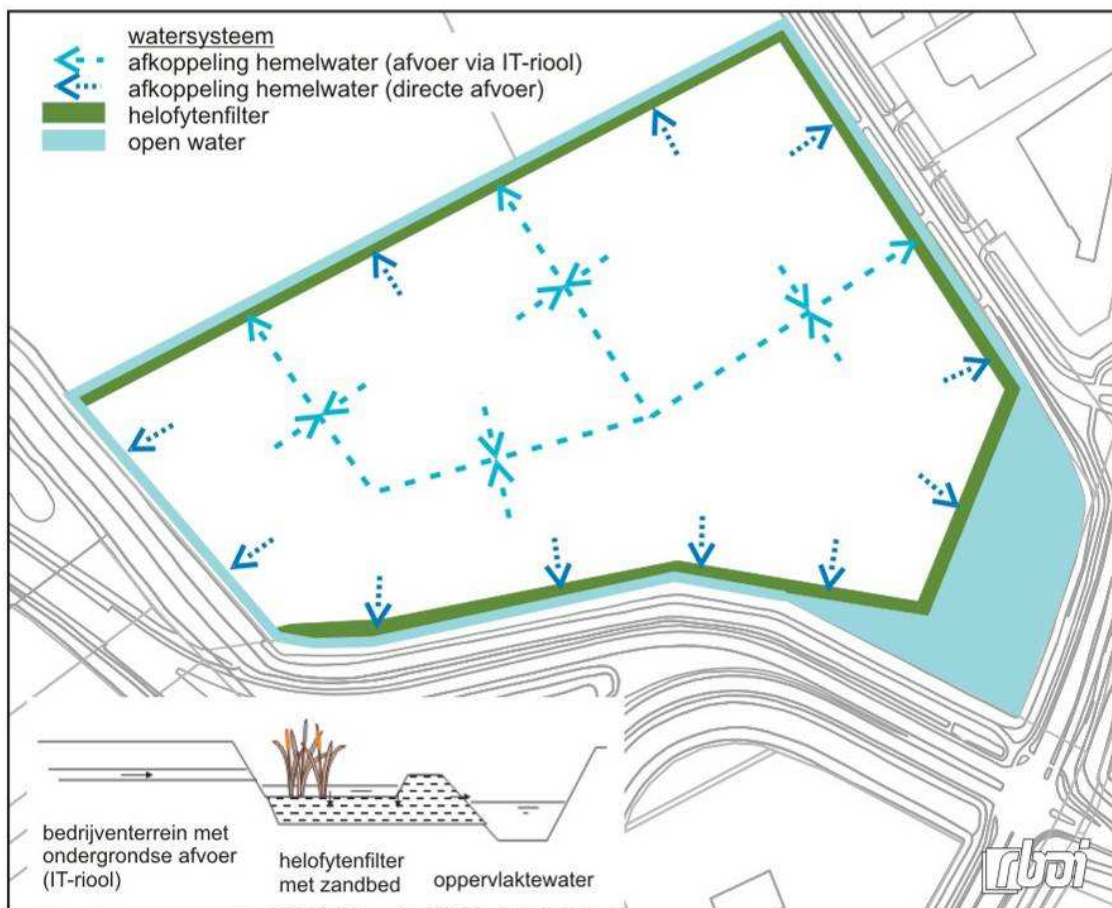 watersysteem
afkoppeling hemelwater (afvoer via IT-riool)
afkoppeling hemelwater (directe afvoer)
helofytenfilter
open water
bedrijventerrein met
ondergrondse afvoer
(IT-riool)
helofytenfilter
met zandbed
oppervlaktewater
rboi